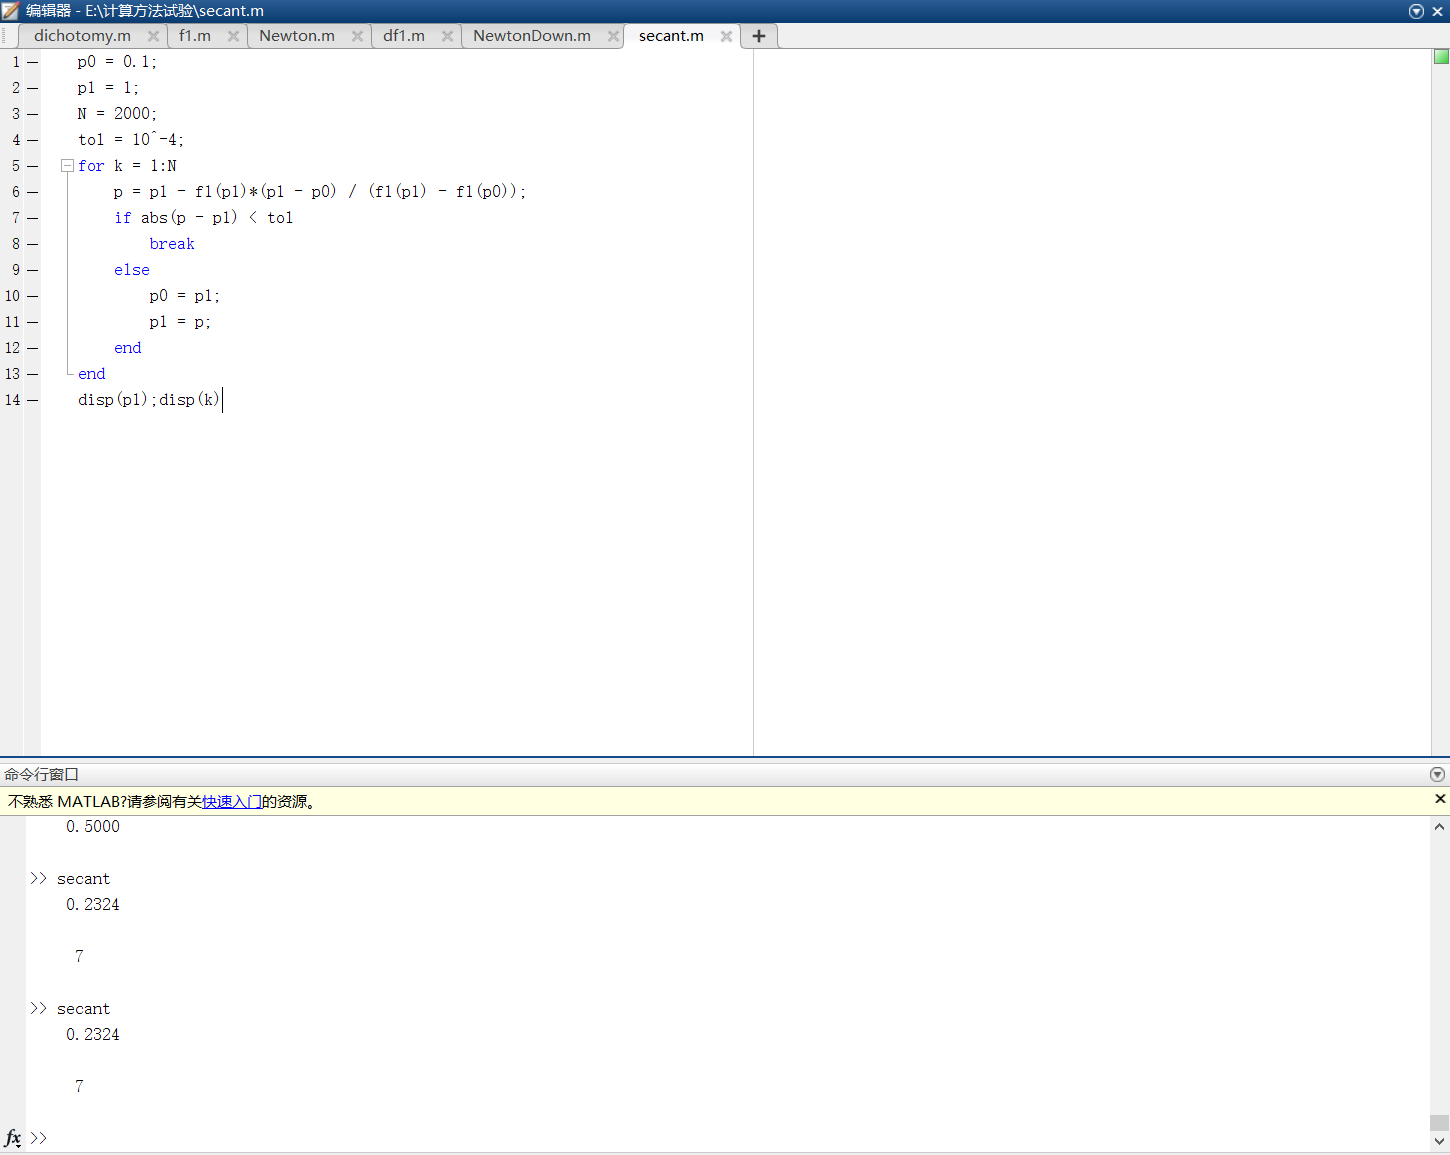 编辑器 - E:\计算方法试验\secant.m
dichotomy.m f1.m Newton.m df1.m NewtonDown.m secant.m
1 p0 = 0.1;
2 p1 = 1;
3 N = 2000;
4 tol = 10^-4;
5 for k = 1:N
6 p = p1 - f1(p1)*(p1 - p0) / (f1(p1) - f1(p0));
7 if abs(p - p1) < tol
8 break
9 else
10 p0 = p1;
11 p1 = p;
12 end
13 end
14 disp(p1);disp(k)
命令行窗口
不熟悉 MATLAB?请参阅有关快速入门的资源。
0.5000
>> secant
0.2324
7
>> secant
0.2324
7
fx >>